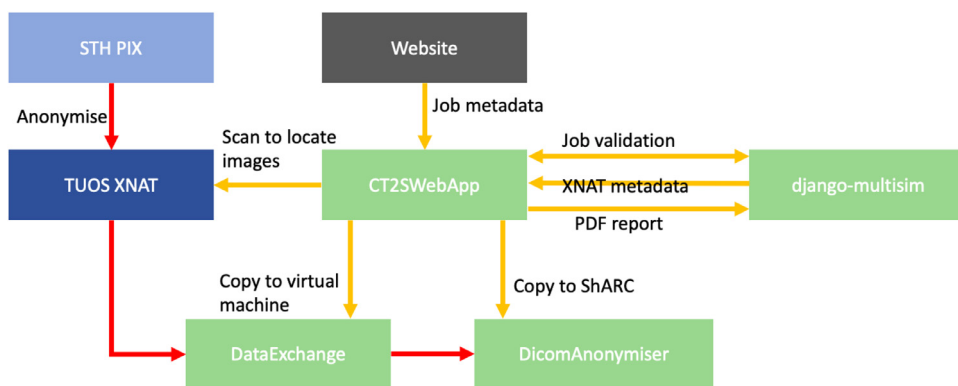 STH PIX
Website
Anonymise
Job metadata
Scan to locate
images
Job validation
TUOS XNAT
CT2SWebApp
XNAT metadata
django-multisim
PDF report
Copy to virtual
machine
Copy to ShARC
DataExchange
DicomAnonymiser